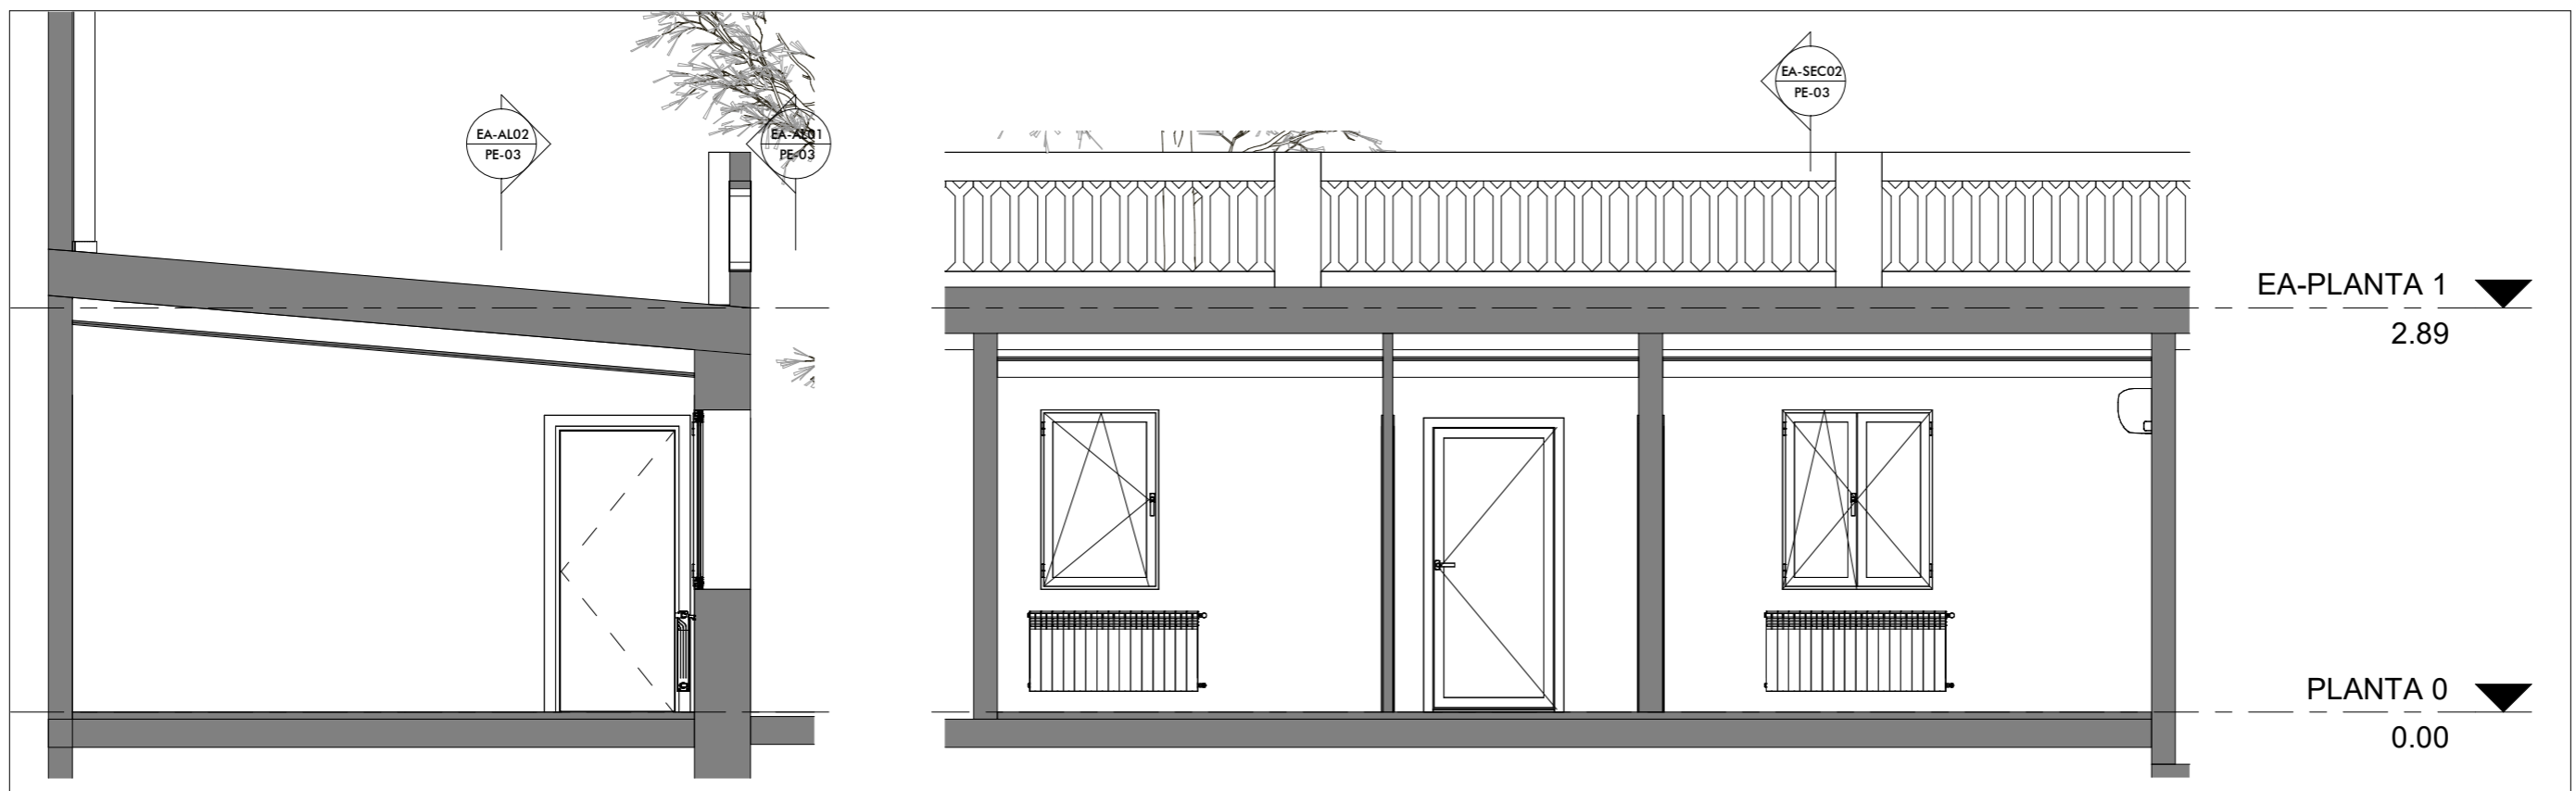 EA-SEC02
PE-03
EA-AL02
PE-03
EA-AL01
PE-03
EA-PLANTA 1
2.89
PLANTA 0
0.00